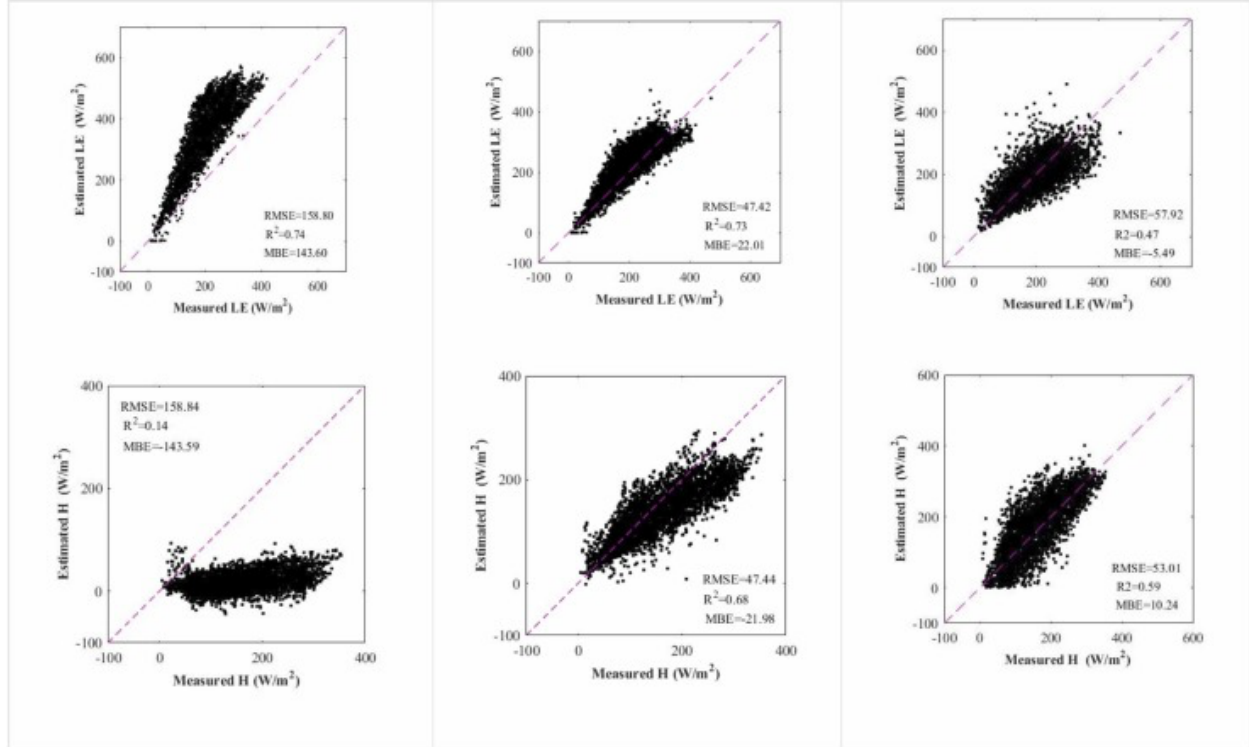 600
400
200
0
-100
Estimated LE (W/m²)
RMSE=158.80
R²=0.74
MBE=143.60
-100 0 200 400 600
Measured LE (W/m²)
600
400
200
0
-100
Estimated LE (W/m²)
RMSE=47.42
R²=0.73
MBE=22.01
-100 0 200 400 600
Measured LE (W/m²)
600
400
200
0
-100
Estimated LE (W/m²)
RMSE=57.92
R2=0.47
MBE=-5.49
-100 0 200 400 600
Measured LE (W/m²)
400
200
0
-100
Estimated H (W/m²)
RMSE=158.84
R²=0.14
MBE=-143.59
-100 0 200 400
Measured H (W/m²)
400
200
0
-100
Estimated H (W/m²)
RMSE=47.44
R²=0.68
MBE=-21.98
-100 0 200 400
Measured H (W/m²)
600
400
200
0
-100
Estimated H (W/m²)
RMSE=53.01
R2=0.59
MBE=10.24
-100 0 200 400 600
Measured H (W/m²)